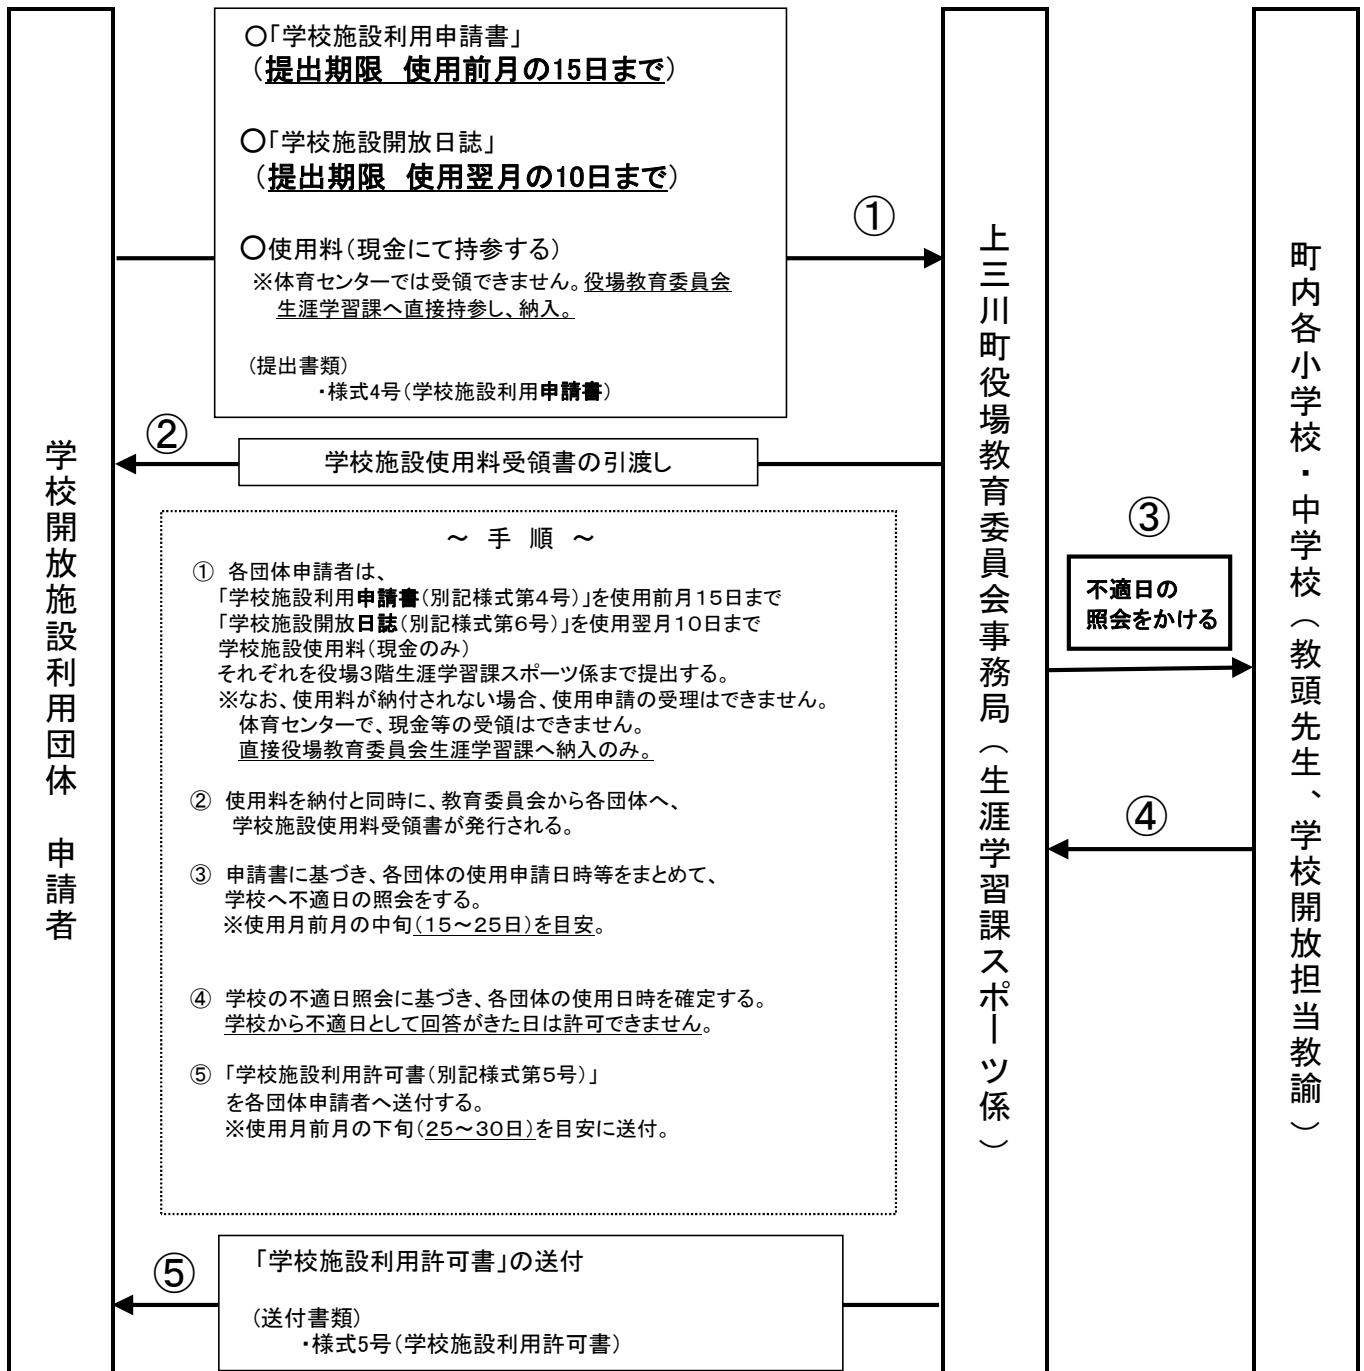 学校開放施設利用団体　申請者
○「学校施設利用申請書」
（提出期限　使用前月の15日まで）
○「学校施設開放日誌」
（提出期限　使用翌月の10日まで）
○使用料（現金にて持参する）
※体育センターでは受領できません。役場教育委員会
生涯学習課へ直接持参し、納入。
（提出書類）
・様式4号（学校施設利用申請書）
①
②
学校施設使用料受領書の引渡し
～ 手 順 ～
① 各団体申請者は、
「学校施設利用申請書（別記様式第４号）」を使用前月15日まで
「学校施設開放日誌（別記様式第６号）」を使用翌月10日まで
学校施設使用料（現金のみ）
それぞれを役場3階生涯学習課スポーツ係まで提出する。
※なお、使用料が納付されない場合、使用申請の受理はできません。
体育センターで、現金等の受領はできません。
直接役場教育委員会生涯学習課へ納入のみ。
② 使用料を納付と同時に、教育委員会から各団体へ、
学校施設使用料受領書が発行される。
③ 申請書に基づき、各団体の使用申請日時等をまとめて、
学校へ不適日の照会をする。
※使用月前月の中旬（15～25日）を目安。
④ 学校の不適日照会に基づき、各団体の使用日時を確定する。
学校から不適日として回答がきた日は許可できません。
⑤ 「学校施設利用許可書（別記様式第５号）」
を各団体申請者へ送付する。
※使用月前月の下旬（25～30日）を目安に送付。
⑤
「学校施設利用許可書」の送付
（送付書類）
・様式5号（学校施設利用許可書）
上三川町役場教育委員会事務局（生涯学習課スポーツ係）
③
不適日の
照会をかける
④
町内各小学校・中学校（教頭先生、学校開放担当教諭）